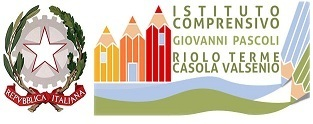 REPVBBLICA ITALIANA
ISTITUTO
COMPRENSIVO
GIOVANNI PASCOLI
RIOLO TERME
CASOLA VALSENIO